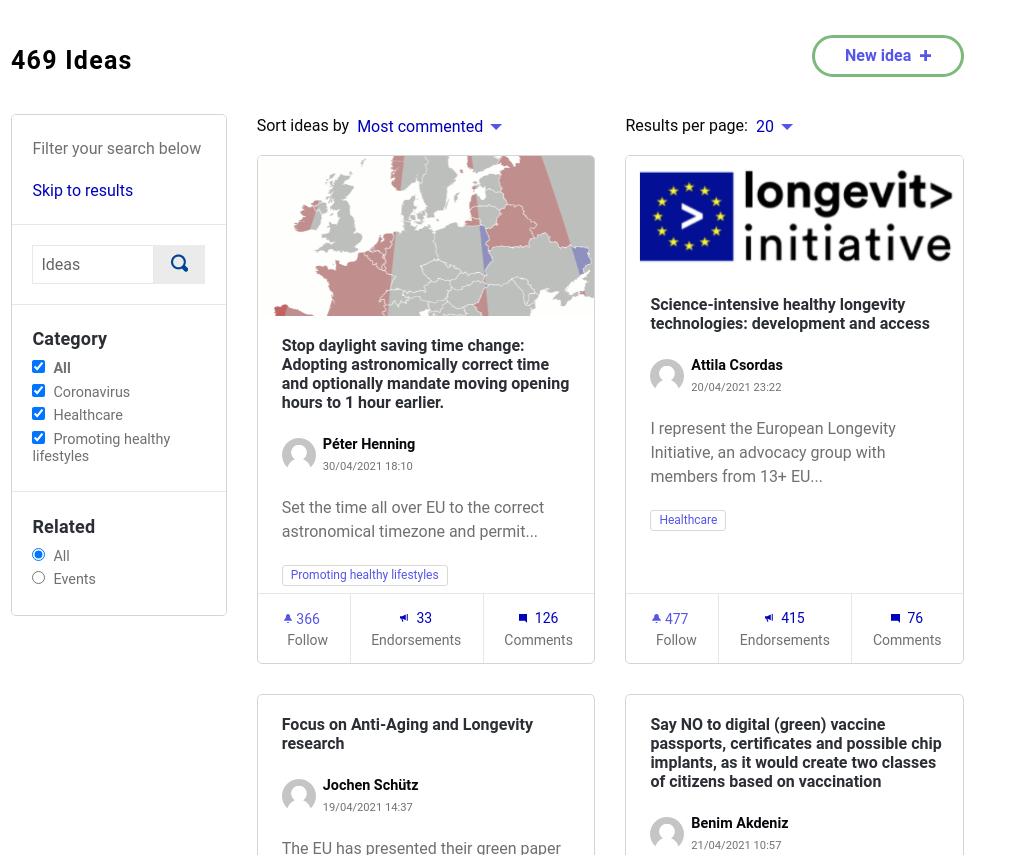 469 Ideas
New idea +
Filter your search below
Skip to results
Ideas
Category
All
Coronavirus
Healthcare
Promoting healthy
lifestyles
Related
All
Events
Sort ideas by Most commented
Results per page: 20
Stop daylight saving time change:
Adopting astronomically correct time
and optionally mandate moving opening
hours to 1 hour earlier.
Péter Henning
30/04/2021 18:10
Set the time all over EU to the correct
astronomical timezone and permit...
Promoting healthy lifestyles
366
Follow
33
Endorsements
126
Comments
longevit>
initiative
Science-intensive healthy longevity
technologies: development and access
Attila Csordas
20/04/2021 23:22
I represent the European Longevity
Initiative, an advocacy group with
members from 13+ EU...
Healthcare
477
Follow
415
Endorsements
76
Comments
Focus on Anti-Aging and Longevity
research
Jochen Schütz
19/04/2021 14:37
The EU has presented their green paper
Say NO to digital (green) vaccine
passports, certificates and possible chip
implants, as it would create two classes
of citizens based on vaccination
Benim Akdeniz
21/04/2021 10:57